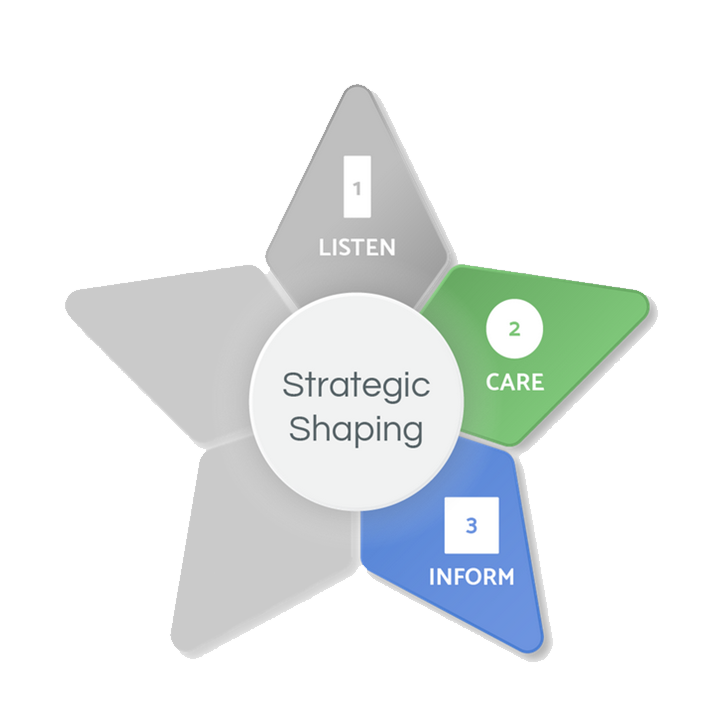 1
LISTEN
2
CARE
Strategic
Shaping
3
INFORM